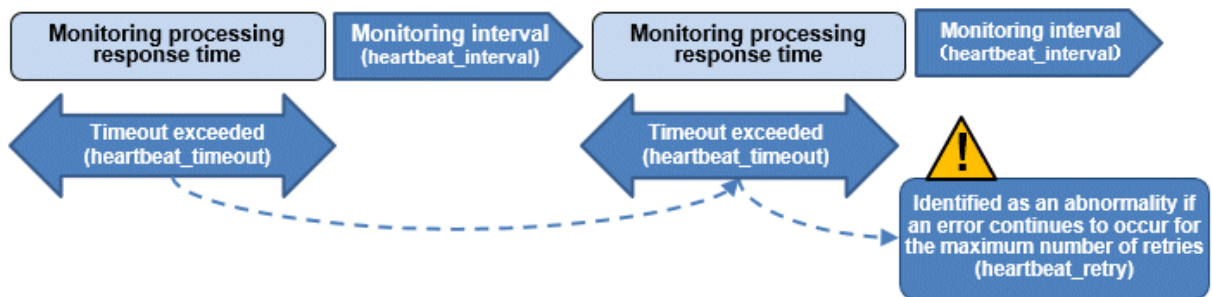 Monitoring processing
response time
Monitoring interval
(heartbeat_interval)
Monitoring processing
response time
Monitoring interval
(heartbeat_interval)
Timeout exceeded
(heartbeat_timeout)
Timeout exceeded
(heartbeat_timeout)
!
Identified as an abnormality if
an error continues to occur for
the maximum number of retries
(heartbeat_retry)